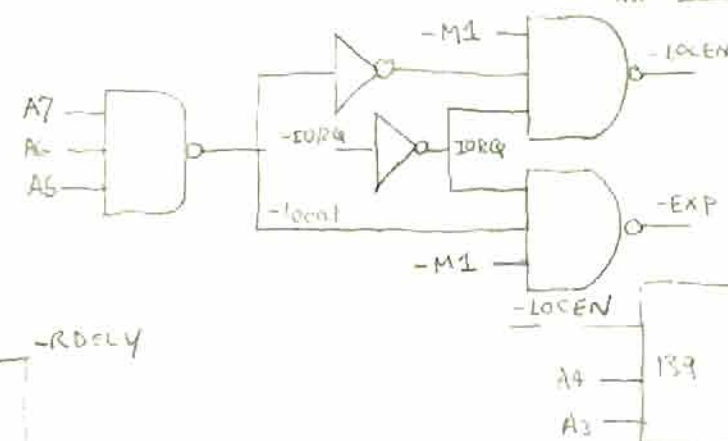 -M1
-LOCEN
A7
A6
A5
-IORQ
IORQ
-local
-EXP
-M1
-LOCEN
-RDELY
A4
139
A3